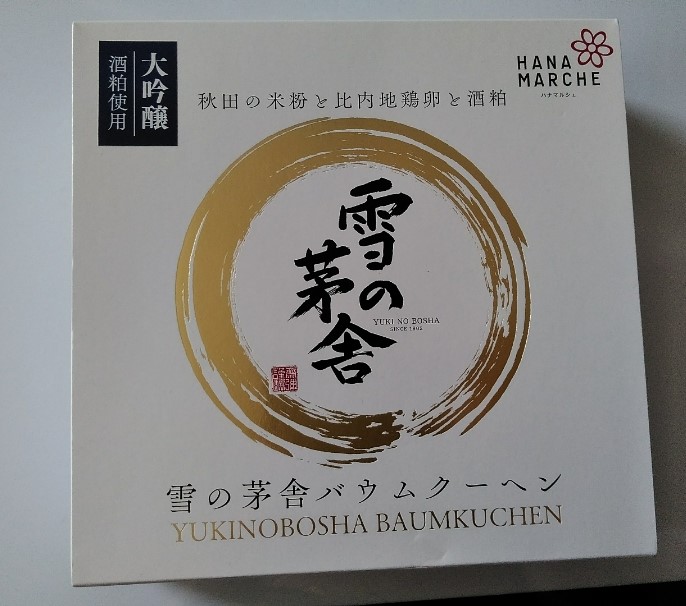 大吟醸
酒粕使用
HANA
MARCHE
ハナマルシェ
秋田の米粉と比内地鶏卵と酒粕
雪の
茅舎
YUKI NO BOSHA
雪の茅舎バウムクーヘン
YUKINOBOSHA BAUMKUCHEN